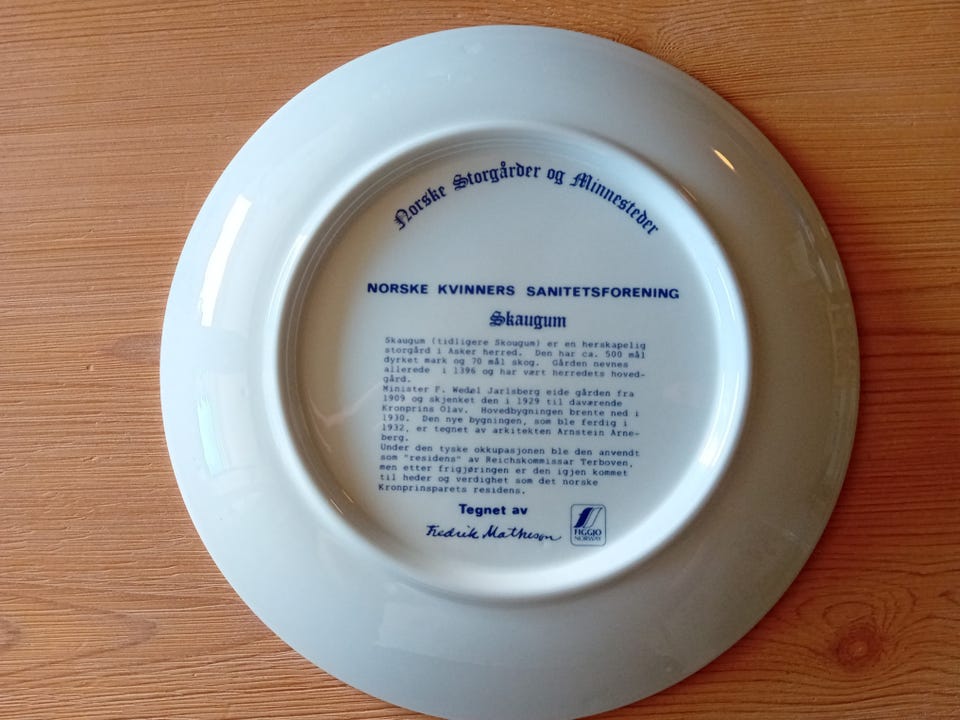 Norske Storgårder og Minnesteder
NORSKE KVINNERS SANITETSFORENING
Skaugum
Skaugum (tidligere Skougum) er en herskapelig
storgård i Asker herred. Den har ca. 500 mål
dyrket mark og 70 mål skog. Gården nevnes
allerede i 1396 og har vært herredets hoved-
gård.
Minister F. Wedel Jarlsberg eide gården fra
1909 og skjenket den i 1929 til daværende
Kronprins Olav. Hovedbygningen brente ned i
1930. Den nye bygningen, som ble ferdig i
1932, er tegnet av arkitekten Arnstein Arne-
berg.
Under den tyske okkupasjonen ble den anvendt
som "residens" av Reichskommissar Terboven,
men etter frigjøringen er den igjen kommet
til heder og verdighet som det norske
Kronprinsparets residens.
Tegnet av
Fredrik Matheson
FIGGJO
NORWAY